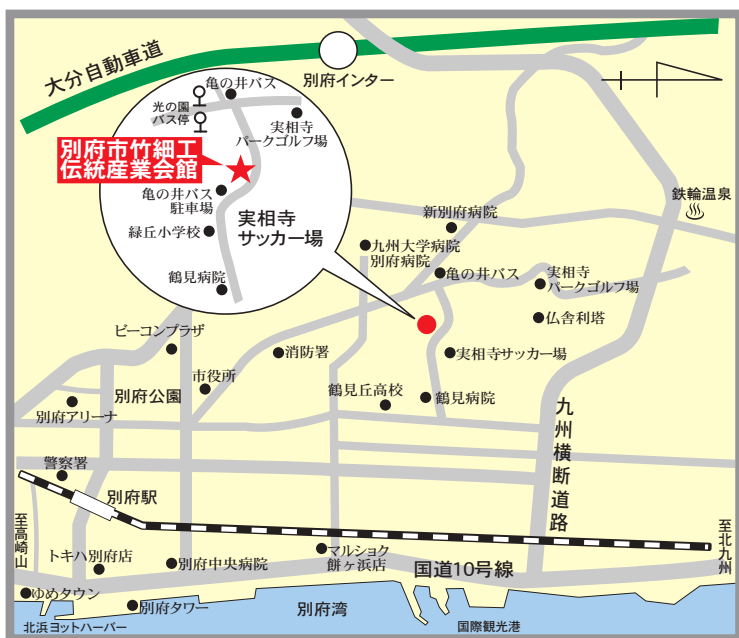 大分自動車道
別府インター
亀の井バス
光の園
バス停
実相寺
パークゴルフ場
別府市竹細工
伝統産業会館
亀の井バス
駐車場
実相寺
サッカー場
緑丘小学校
鶴見病院
鉄輪温泉
新別府病院
九州大学病院
別府病院
亀の井バス
実相寺
パークゴルフ場
仏舎利塔
ビーコンプラザ
消防署
実相寺サッカー場
市役所
別府公園
鶴見丘高校
鶴見病院
別府アリーナ
九州横断道路
警察署
別府駅
至高崎山
至北九州
トキハ別府店
別府中央病院
マルショク
餅ヶ浜店
国道10号線
ゆめタウン
別府タワー
別府湾
北浜ヨットハーバー
国際観光港